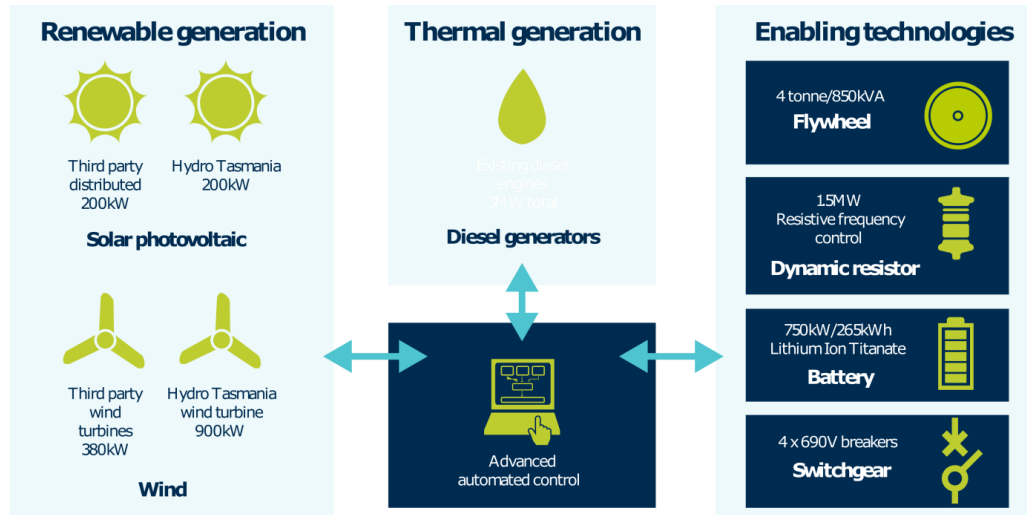 Renewable generation
Third party
distributed
200kW
Hydro Tasmania
200kW
Solar photovoltaic
Third party
wind
turbines
380kW
Hydro Tasmania
wind turbine
900kW
Wind
Thermal generation
Existing diesel
engines
3MW total
Diesel generators
Advanced
automated control
Enabling technologies
4 tonne/850kVA
Flywheel
1.5MW
Resistive frequency
control
Dynamic resistor
750kW/265kWh
Lithium Ion Titanate
Battery
4 x 690V breakers
Switchgear